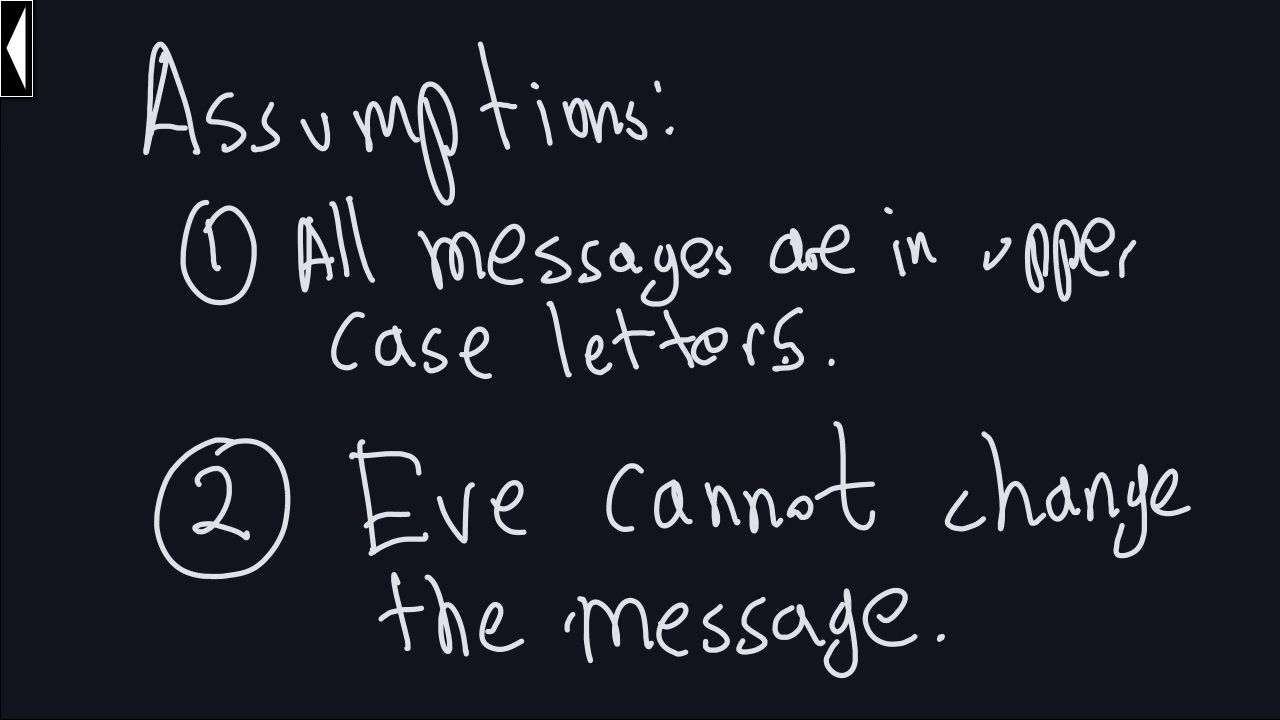 Assumptions:
① All messages are in upper
case letters.
② Eve cannot change
the message.